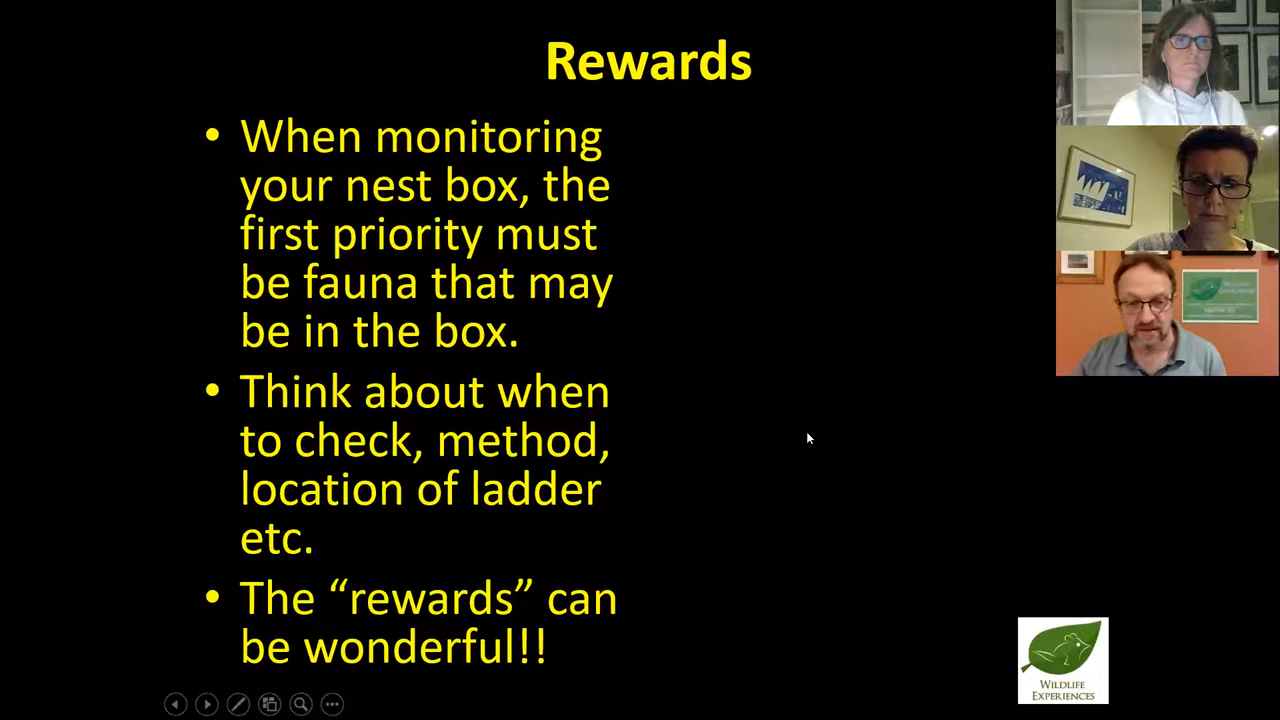 Rewards
• When monitoring
your nest box, the
first priority must
be fauna that may
be in the box.
• Think about when
to check, method,
location of ladder
etc.
• The “rewards” can
be wonderful!!
WILDLIFE
EXPERIENCES